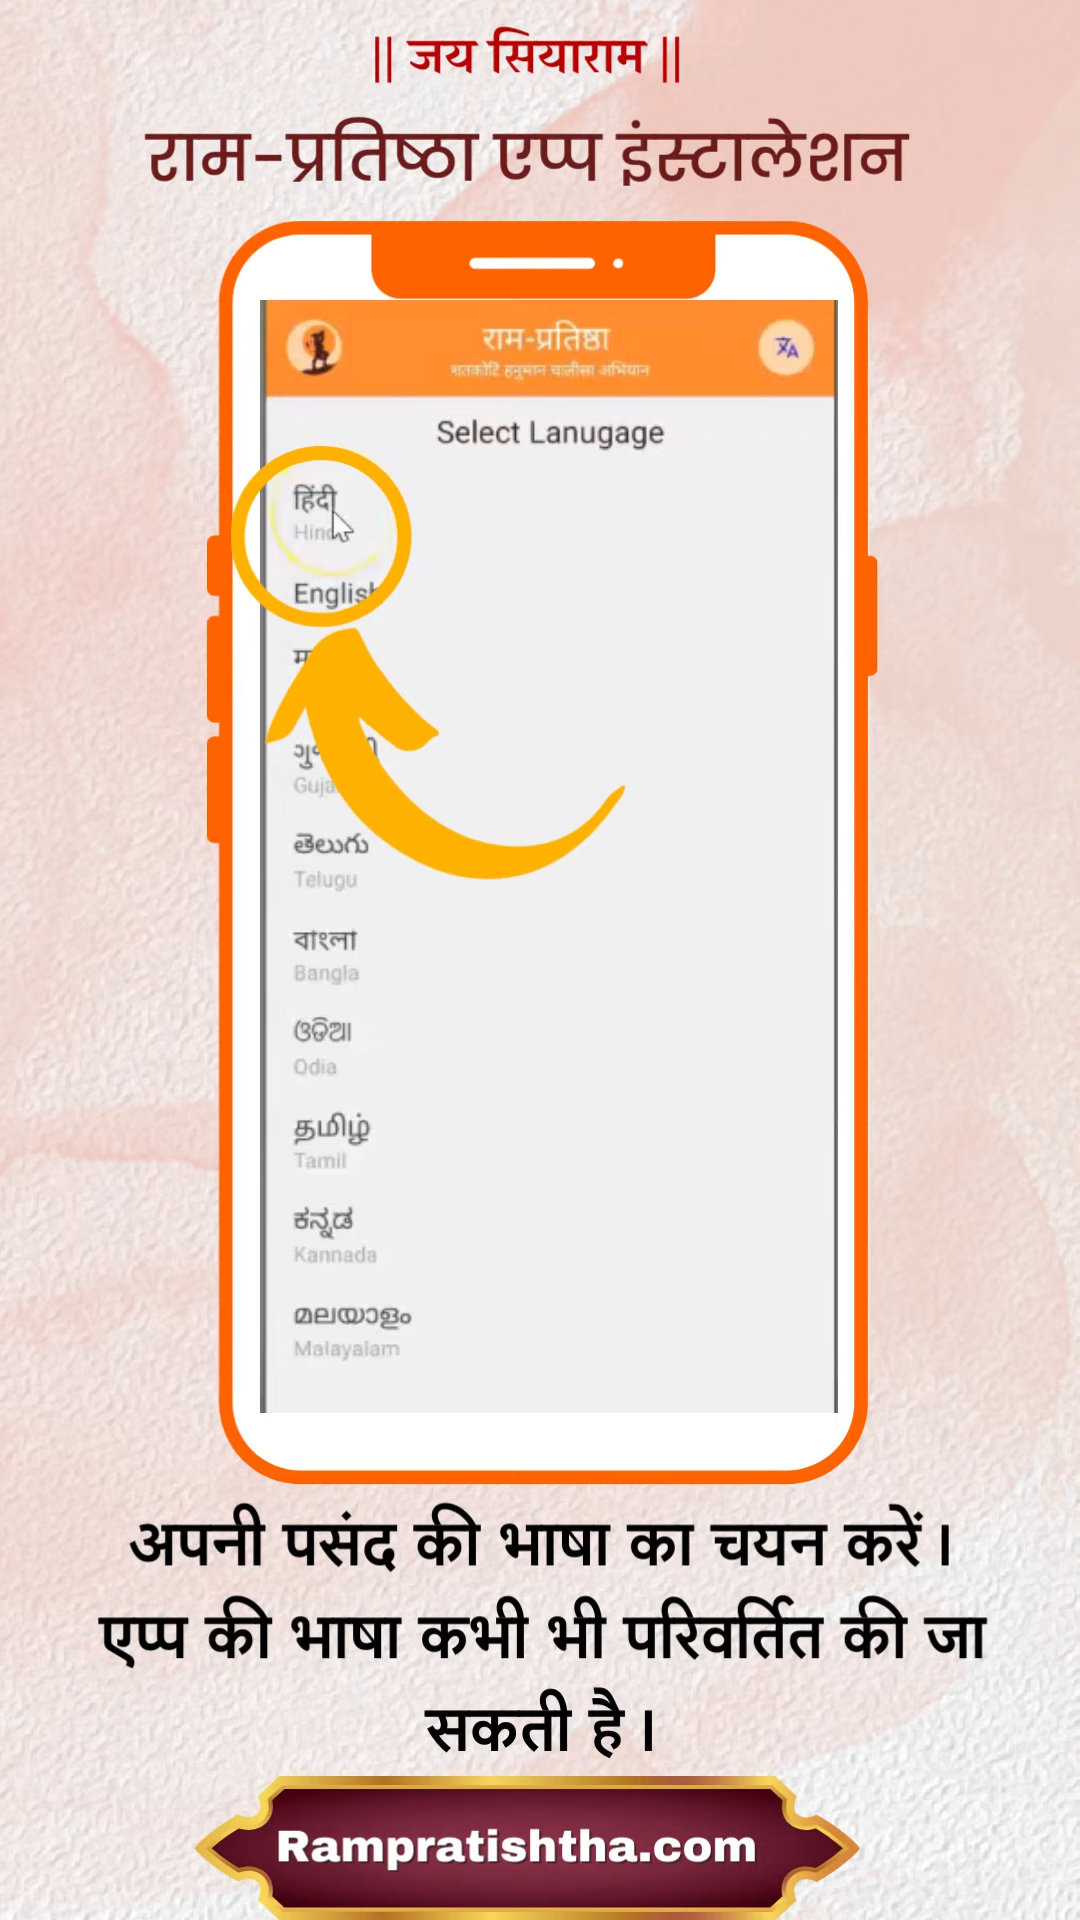 || जय सियाराम ||
राम-प्रतिष्ठा एप्प इंस्टालेशन
राम-प्रतिष्ठा
शतकोटि हनुमान चालीसा अभियान
Select Lanugage
हिंदी
English
తెలుగు
Telugu
বাংলা
Bangla
ଓଡିଆ
Odia
தமிழ்
Tamil
ಕನ್ನಡ
Kannada
മലയാളം
Malayalam
अपनी पसंद की भाषा का चयन करें।
एप्प की भाषा कभी भी परिवर्तित की जा
सकती है।
Rampratishtha.com